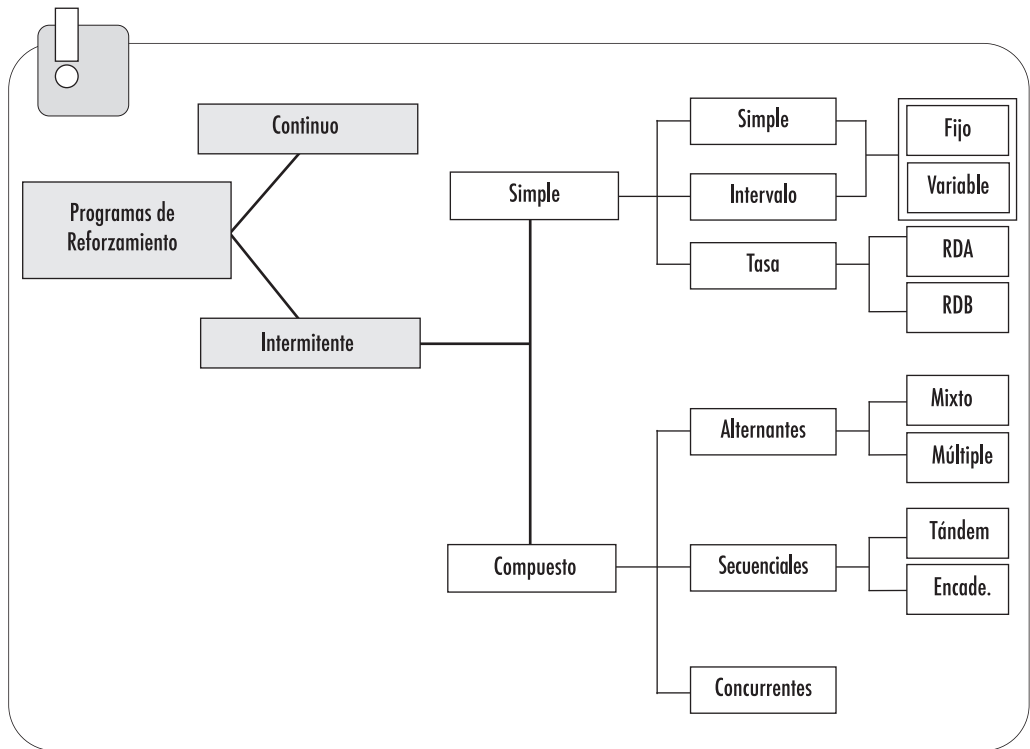 Programas de
Reforzamiento
Continuo
Intermitente
Simple
Simple
Intervalo
Tasa
Fijo
Variable
RDA
RDB
Compuesto
Alternantes
Mixto
Múltiple
Secuenciales
Tándem
Encade.
Concurrentes